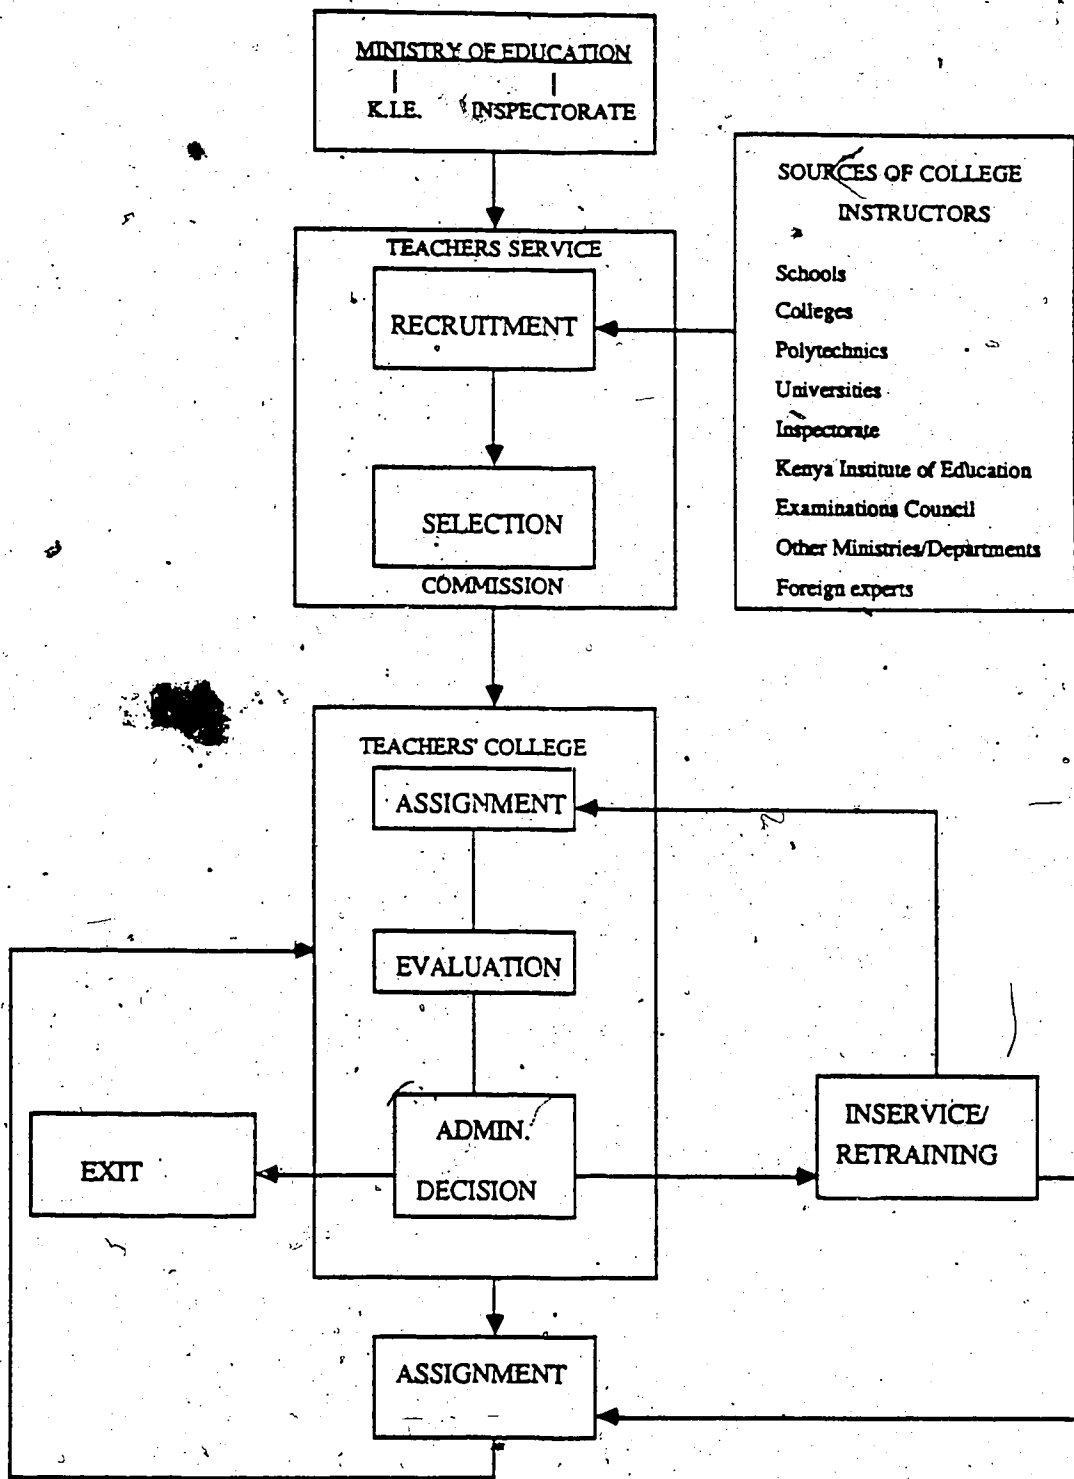 MINISTRY OF EDUCATION
K.I.E. INSPECTORATE
SOURCES OF COLLEGE
INSTRUCTORS
Schools
Colleges
Polytechnics
Universities
Inspectorate
Kenya Institute of Education
Examinations Council
Other Ministries/Departments
Foreign experts
TEACHERS SERVICE
RECRUITMENT
SELECTION
COMMISSION
TEACHERS' COLLEGE
ASSIGNMENT
EVALUATION
ADMIN.
DECISION
EXIT
INSERVICE/
RETRAINING
ASSIGNMENT